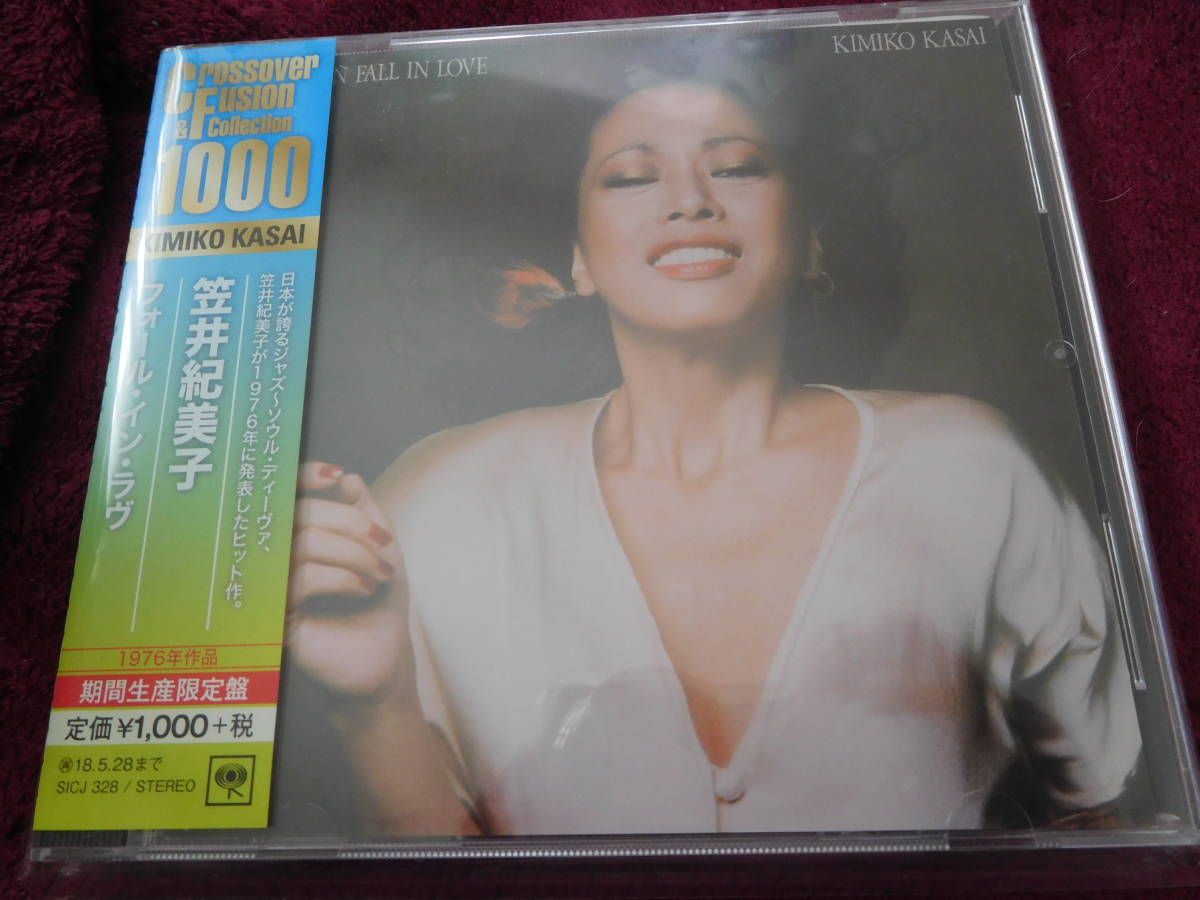 Crossover
& Fusion
Collection
1000
KIMIKO KASAI
日本が誇るジャズ〜ソウル・ディーヴァ、
笠井紀美子が1976年に発表したヒット作。
笠井紀美子
フォール・イン・ラヴ
1976年作品
期間生産限定盤
定価¥1,000+税
再18.5.28まで
SICJ 328 / STEREO
FALL IN LOVE
KIMIKO KASAI